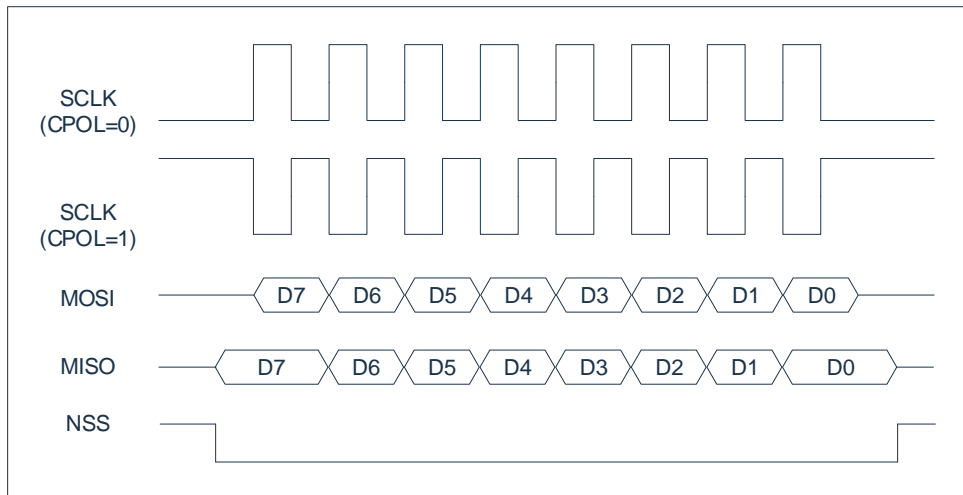 SCLK
(CPOL=0)
SCLK
(CPOL=1)
MOSI
D7 D6 D5 D4 D3 D2 D1 D0
MISO
D7 D6 D5 D4 D3 D2 D1 D0
NSS